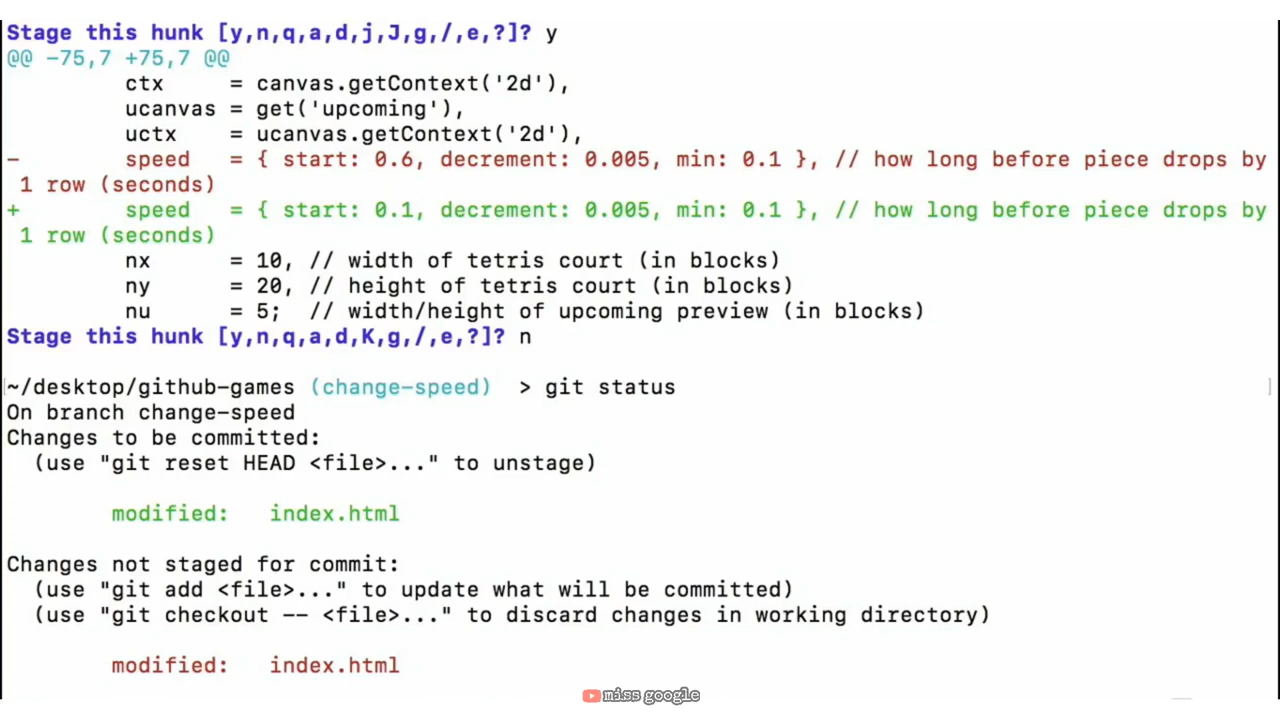 Stage this hunk [y,n,q,a,d,j,J,g,/,e,?]? y
@@ -75,7 +75,7 @@
ctx     = canvas.getContext('2d'),
ucanvas = get('upcoming'),
uctx    = ucanvas.getContext('2d'),
-        speed   = { start: 0.6, decrement: 0.005, min: 0.1 }, // how long before piece drops by
1 row (seconds)
+        speed   = { start: 0.1, decrement: 0.005, min: 0.1 }, // how long before piece drops by
1 row (seconds)
nx      = 10, // width of tetris court (in blocks)
ny      = 20, // height of tetris court (in blocks)
nu      = 5;  // width/height of upcoming preview (in blocks)
Stage this hunk [y,n,q,a,d,K,g,/,e,?]? n
~/desktop/github-games (change-speed)  > git status
On branch change-speed
Changes to be committed:
(use "git reset HEAD <file>..." to unstage)
modified:   index.html
Changes not staged for commit:
(use "git add <file>..." to update what will be committed)
(use "git checkout -- <file>..." to discard changes in working directory)
modified:   index.html
miss google